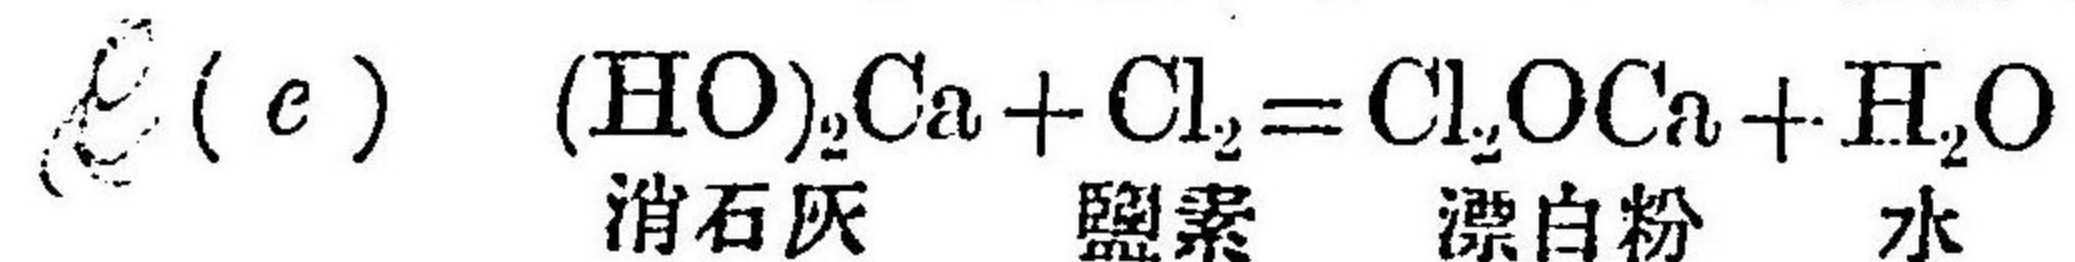 (c) (HO)₂Ca + Cl₂ = Cl₂OCa + H₂O
消石灰 鹽素 漂白粉 水